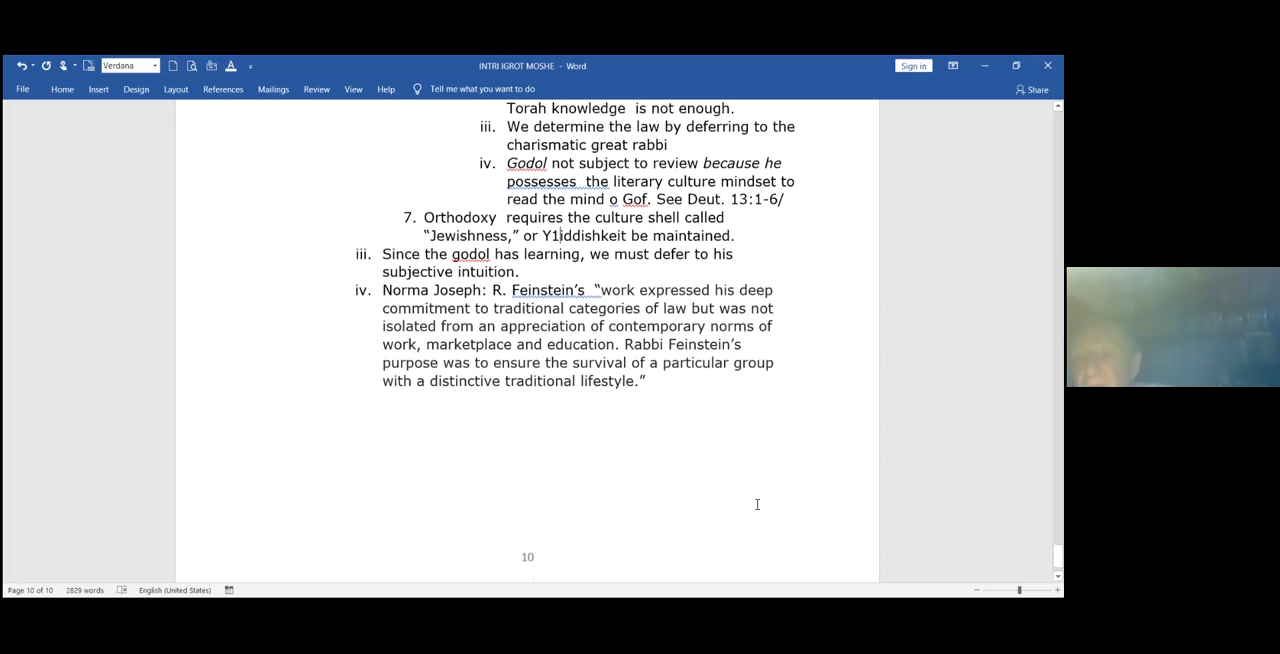 Verdana
INTRI IGROT MOSHE - Word
Sign in
File Home Insert Design Layout References Mailings Review View Help Tell me what you want to do Share
Torah knowledge is not enough.
iii. We determine the law by deferring to the
charismatic great rabbi
iv. Godol not subject to review because he
possesses the literary culture mindset to
read the mind o Gof. See Deut. 13:1-6/
7. Orthodoxy requires the culture shell called
“Jewishness,” or Y1iddishkeit be maintained.
iii. Since the godol has learning, we must defer to his
subjective intuition.
iv. Norma Joseph: R. Feinstein’s “work expressed his deep
commitment to traditional categories of law but was not
isolated from an appreciation of contemporary norms of
work, marketplace and education. Rabbi Feinstein’s
purpose was to ensure the survival of a particular group
with a distinctive traditional lifestyle.”
10
Page 10 of 10 2829 words English (United States)